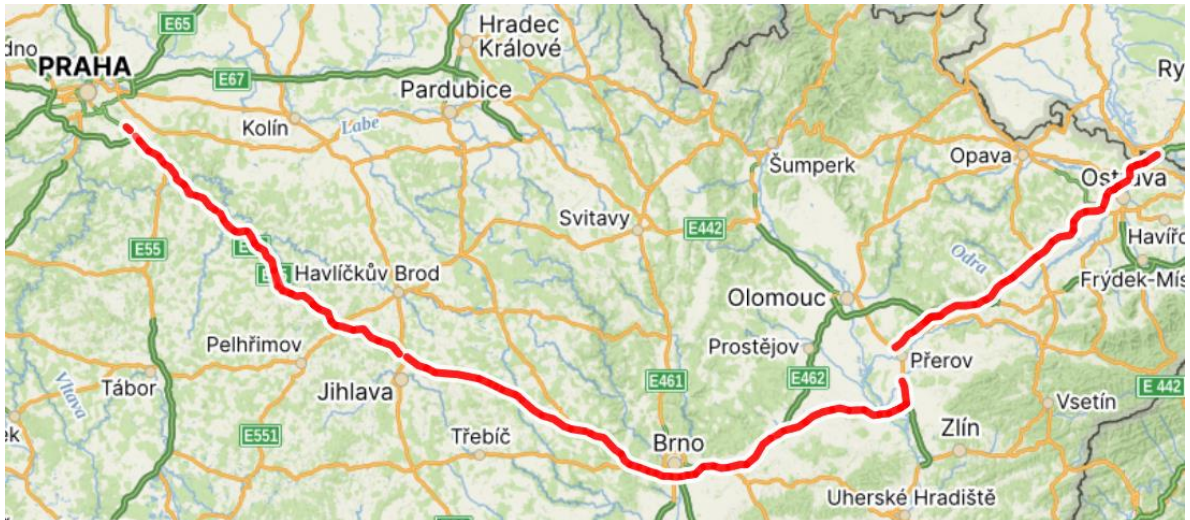 E65
Hradec
Králové
dno
PRAHA
E67
Ry
Pardubice
Kolín
Labe
Šumperk
Opava
Ostrava
Svitavy
E442
E55
Havířo
Odra
Havlíčkův Brod
Frýdek-Mís
Olomouc
Pelhřimov
Prostějov
Přerov
Tábor
Vltava
Jihlava
E461
E462
E 442
Vsetín
ek
E551
Třebíč
Brno
Zlín
Uherské Hradiště